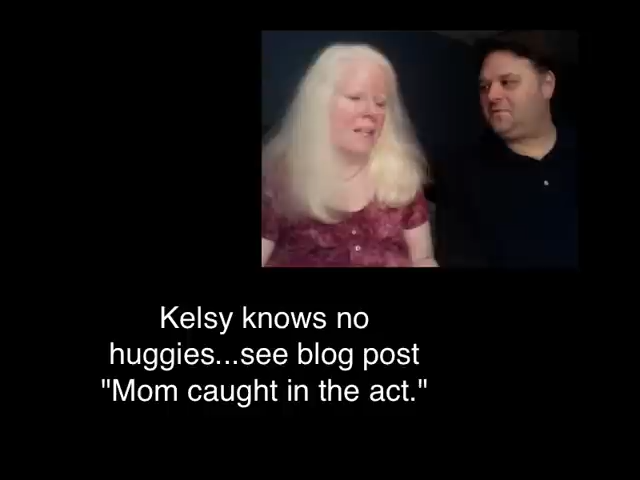 Kelsy knows no
huggies...see blog post
"Mom caught in the act."